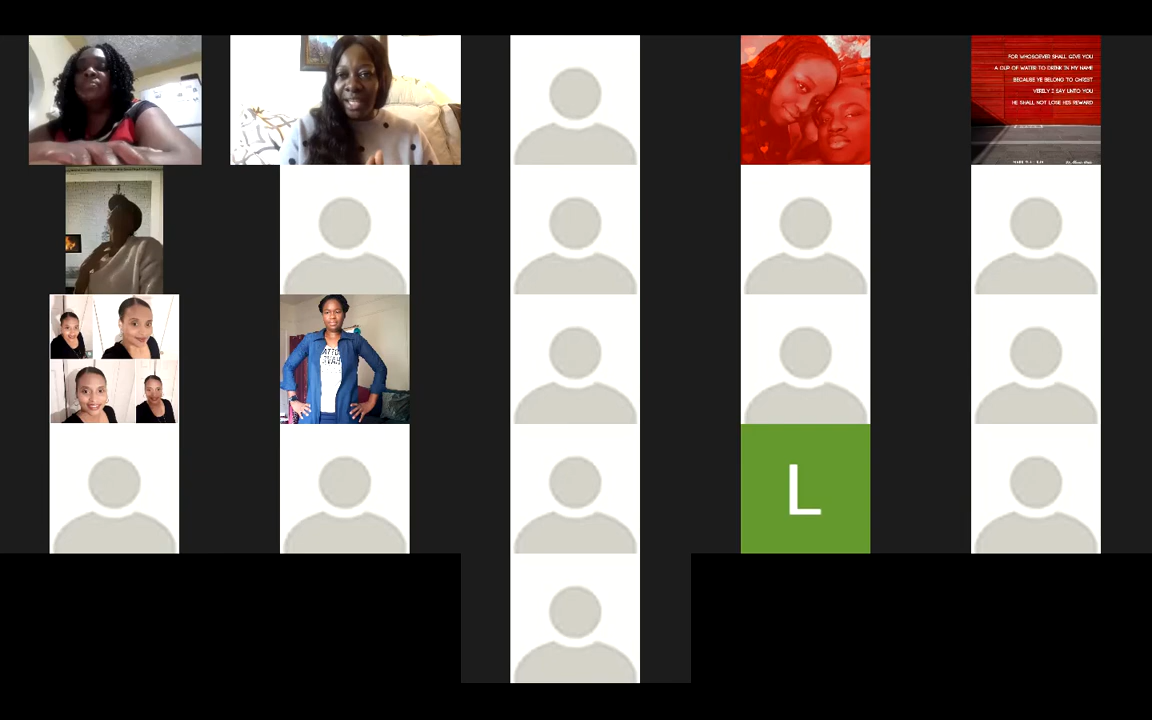 FOR WHOSOEVER SHALL GIVE YOU
A CUP OF WATER TO DRINK IN MY NAME
BECAUSE YE BELONG TO CHRIST
VERILY I SAY UNTO YOU
HE SHALL NOT LOSE HIS REWARD
L